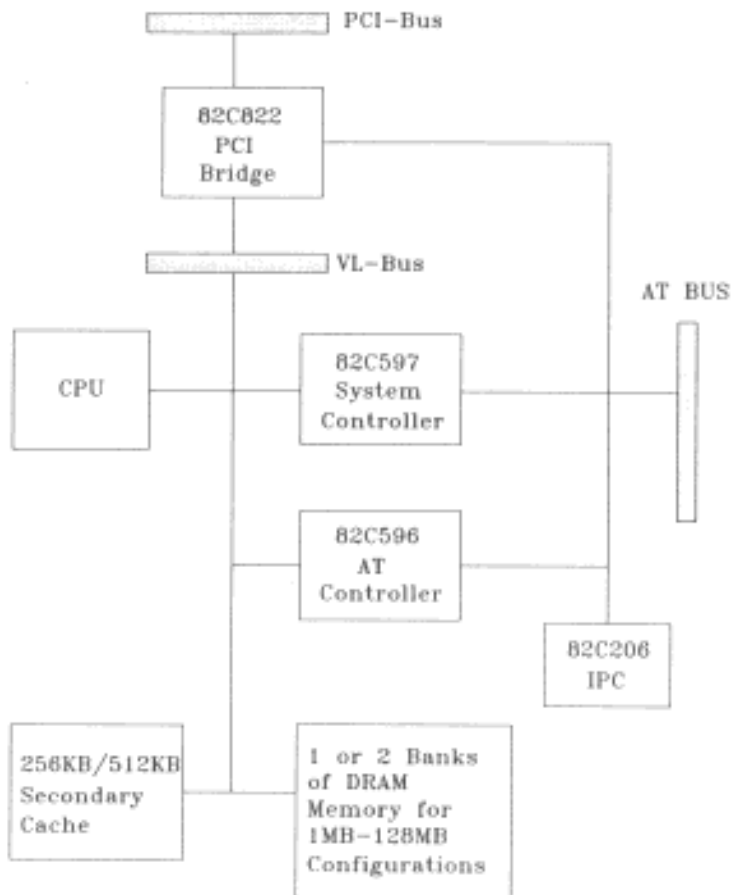 PCI-Bus
82C822
PCI
Bridge
VL-Bus
AT BUS
CPU
82C597
System
Controller
82C596
AT
Controller
82C206
IPC
256KB/512KB
Secondary
Cache
1 or 2 Banks
of DRAM
Memory for
1MB-128MB
Configurations